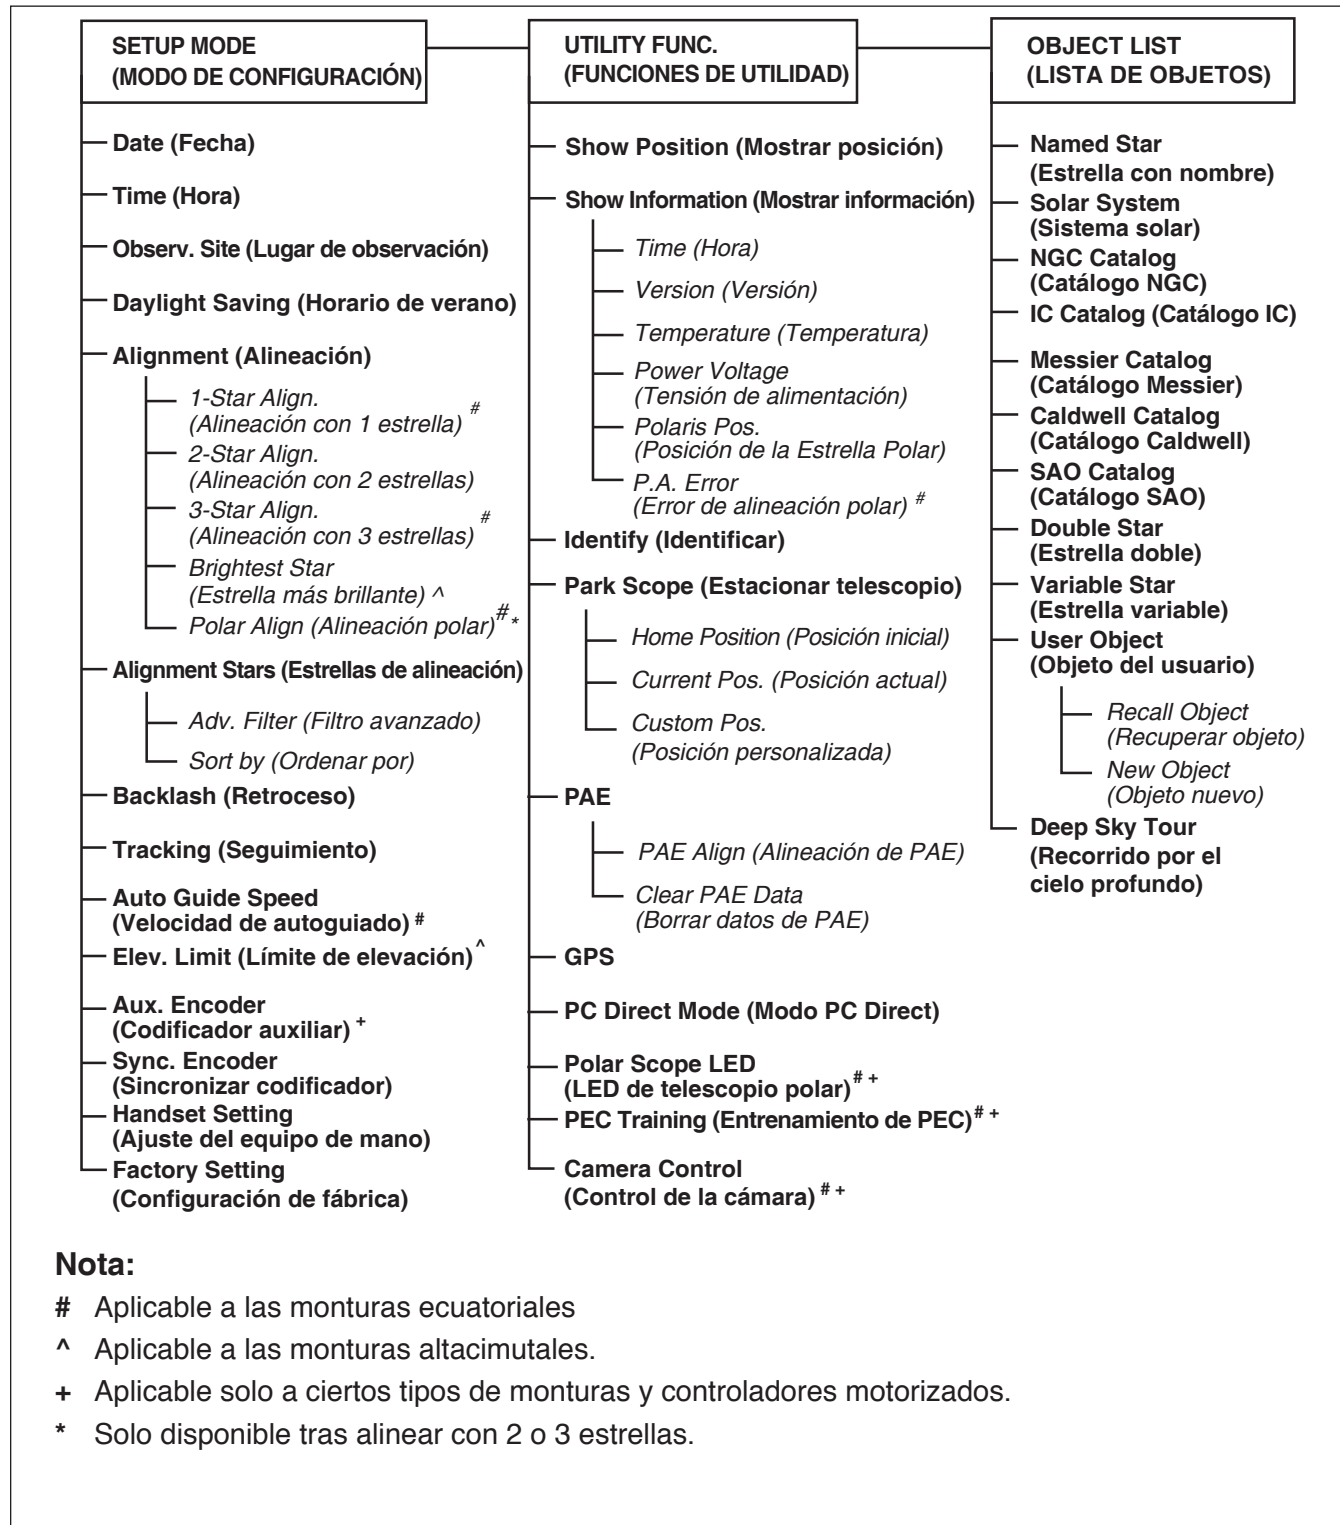 SETUP MODE
(MODO DE CONFIGURACIÓN)
Date (Fecha)
Time (Hora)
Observ. Site (Lugar de observación)
Daylight Saving (Horario de verano)
Alignment (Alineación)
1-Star Align.
(Alineación con 1 estrella) #
2-Star Align.
(Alineación con 2 estrellas)
3-Star Align.
(Alineación con 3 estrellas) #
Brightest Star
(Estrella más brillante) ^
Polar Align (Alineación polar)#*
Alignment Stars (Estrellas de alineación)
Adv. Filter (Filtro avanzado)
Sort by (Ordenar por)
Backlash (Retroceso)
Tracking (Seguimiento)
Auto Guide Speed
(Velocidad de autoguiado) #
Elev. Limit (Límite de elevación)^
Aux. Encoder
(Codificador auxiliar) +
Sync. Encoder
(Sincronizar codificador)
Handset Setting
(Ajuste del equipo de mano)
Factory Setting
(Configuración de fábrica)
UTILITY FUNC.
(FUNCIONES DE UTILIDAD)
Show Position (Mostrar posición)
Show Information (Mostrar información)
Time (Hora)
Version (Versión)
Temperature (Temperatura)
Power Voltage
(Tensión de alimentación)
Polaris Pos.
(Posición de la Estrella Polar)
P.A. Error
(Error de alineación polar) #
Identify (Identificar)
Park Scope (Estacionar telescopio)
Home Position (Posición inicial)
Current Pos. (Posición actual)
Custom Pos.
(Posición personalizada)
PAE
PAE Align (Alineación de PAE)
Clear PAE Data
(Borrar datos de PAE)
GPS
PC Direct Mode (Modo PC Direct)
Polar Scope LED
(LED de telescopio polar)# +
PEC Training (Entrenamiento de PEC)# +
Camera Control
(Control de la cámara) # +
OBJECT LIST
(LISTA DE OBJETOS)
Named Star
(Estrella con nombre)
Solar System
(Sistema solar)
NGC Catalog
(Catálogo NGC)
IC Catalog (Catálogo IC)
Messier Catalog
(Catálogo Messier)
Caldwell Catalog
(Catálogo Caldwell)
SAO Catalog
(Catálogo SAO)
Double Star
(Estrella doble)
Variable Star
(Estrella variable)
User Object
(Objeto del usuario)
Recall Object
(Recuperar objeto)
New Object
(Objeto nuevo)
Deep Sky Tour
(Recorrido por el
cielo profundo)
Nota:
# Aplicable a las monturas ecuatoriales
^ Aplicable a las monturas altacimutales.
+ Aplicable solo a ciertos tipos de monturas y controladores motorizados.
* Solo disponible tras alinear con 2 o 3 estrellas.